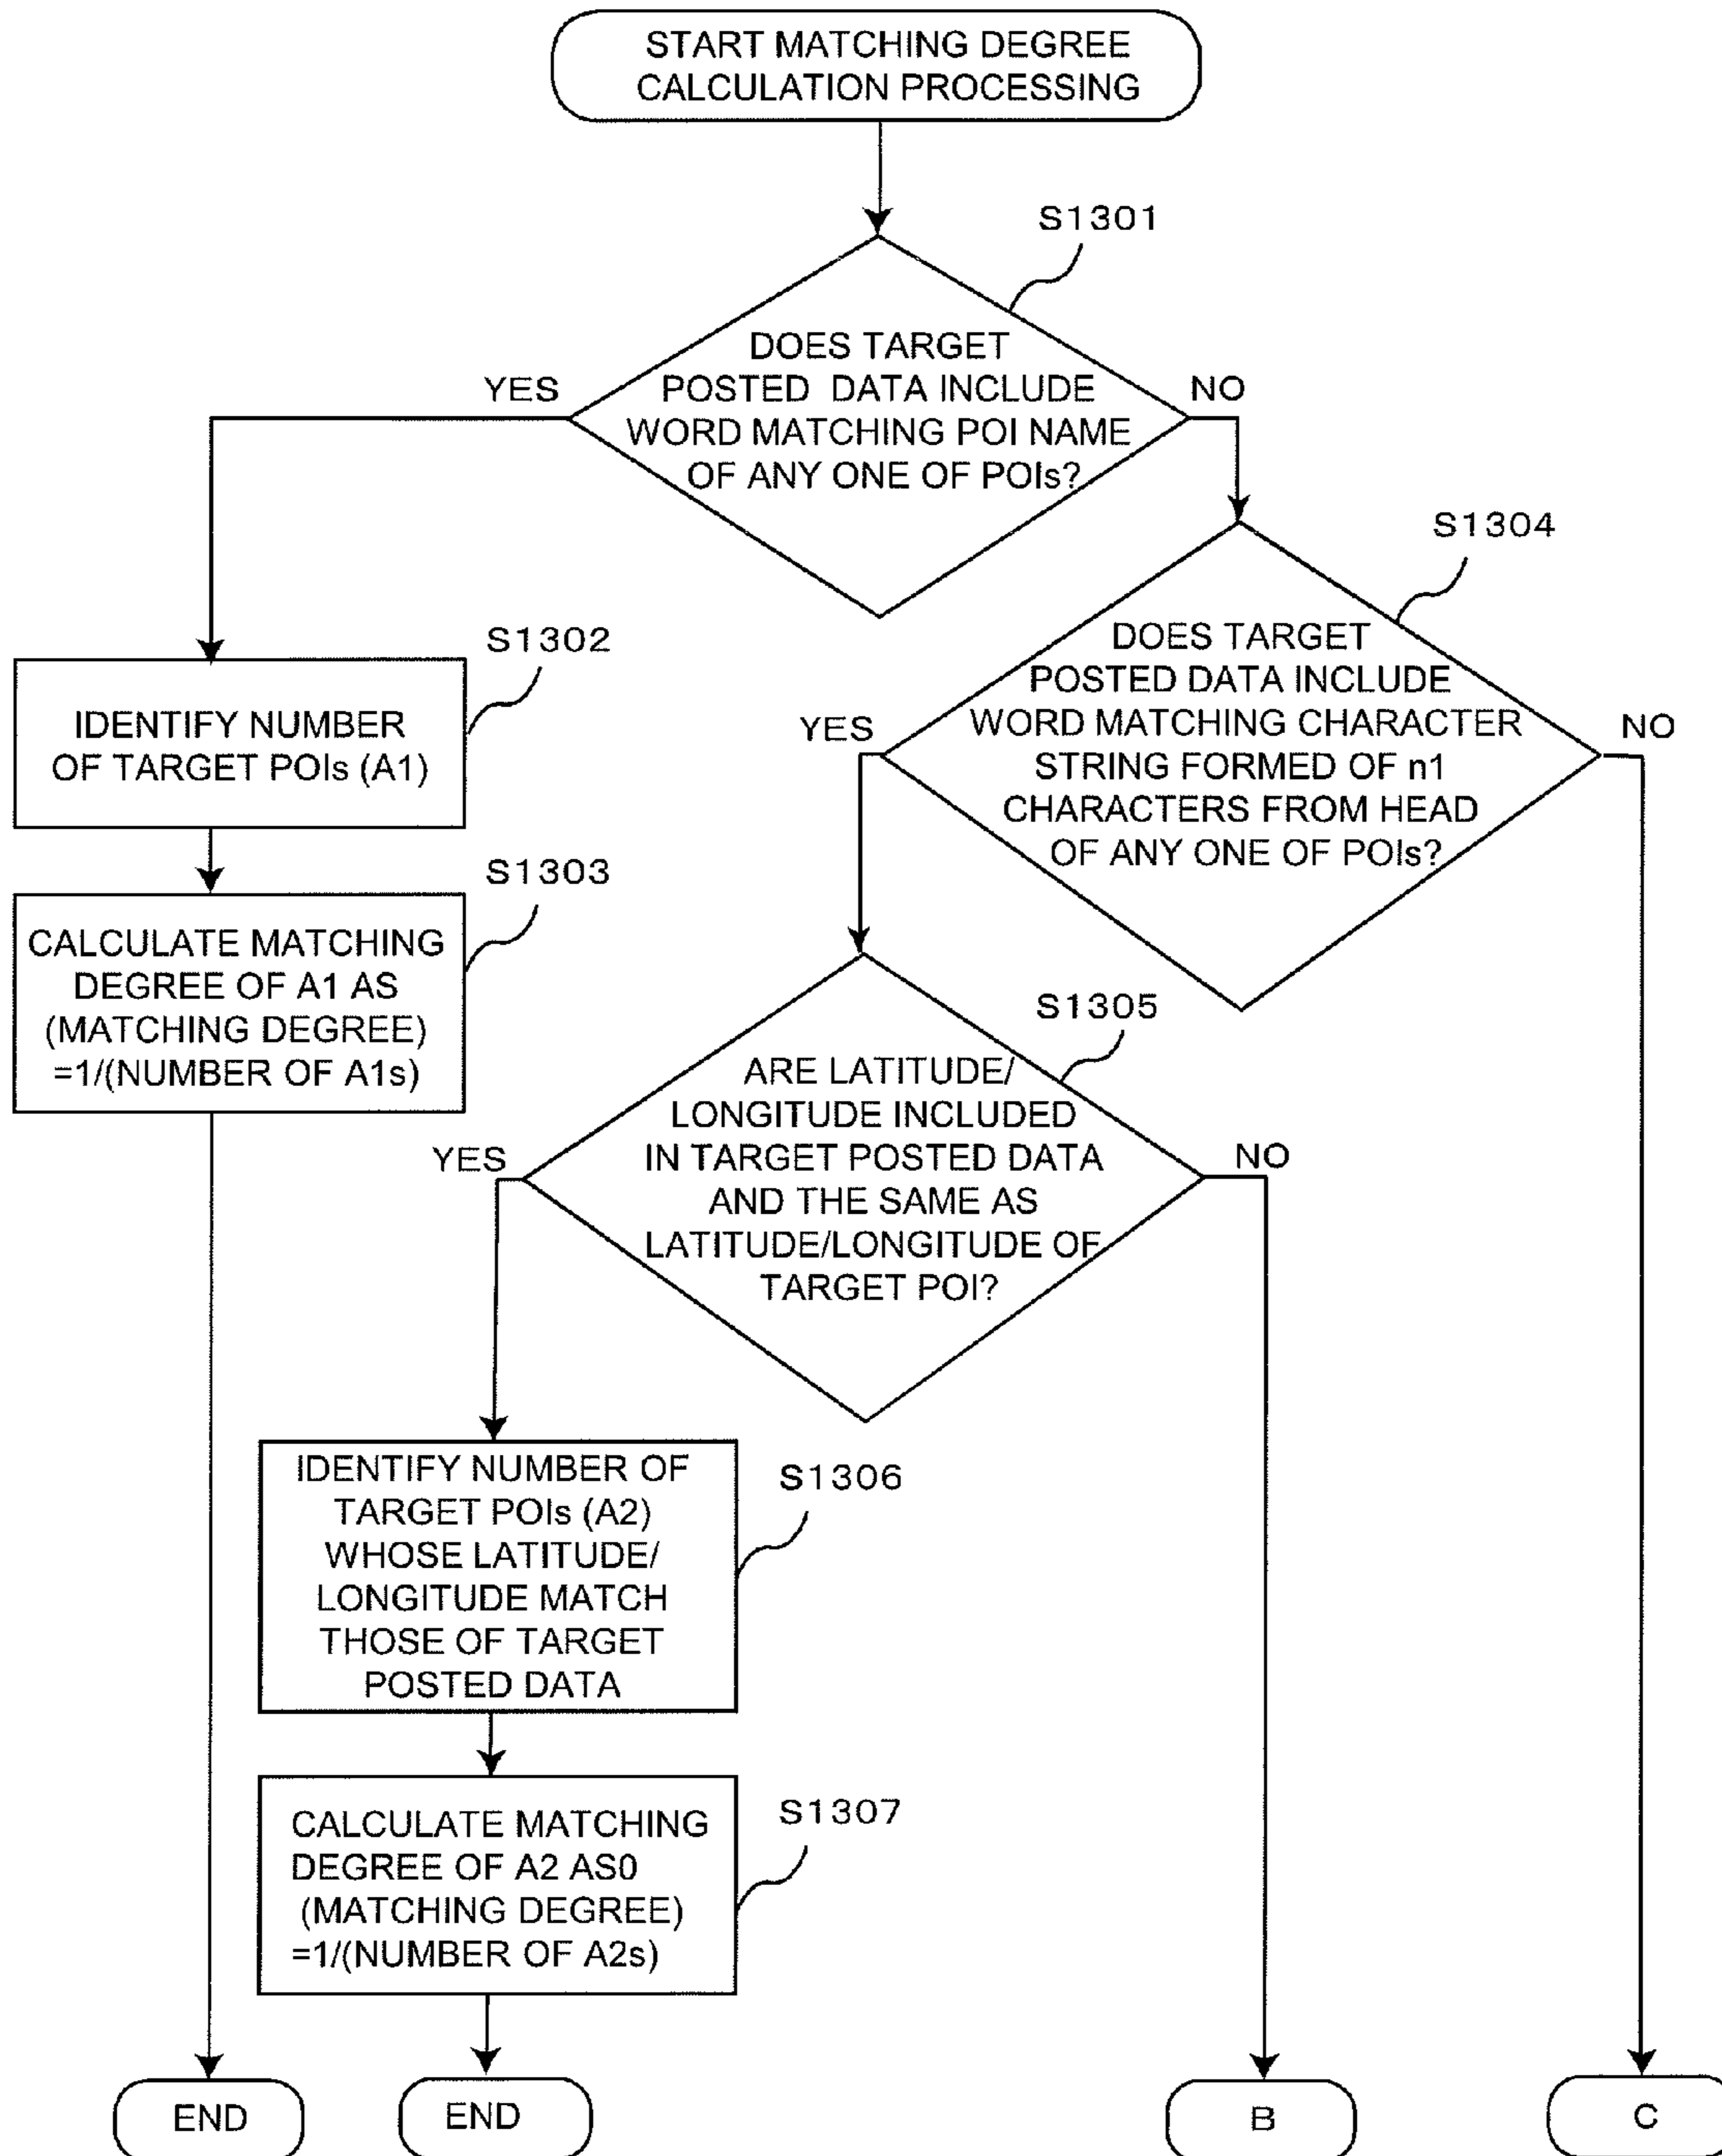 START MATCHING DEGREE
CALCULATION PROCESSING
S1301
DOES TARGET
POSTED DATA INCLUDE
WORD MATCHING POI NAME
OF ANY ONE OF POIs?
YES
NO
S1302
IDENTIFY NUMBER
OF TARGET POIs (A1)
S1303
CALCULATE MATCHING
DEGREE OF A1 AS
(MATCHING DEGREE)
=1/(NUMBER OF A1s)
S1304
DOES TARGET
POSTED DATA INCLUDE
WORD MATCHING CHARACTER
STRING FORMED OF n1
CHARACTERS FROM HEAD
OF ANY ONE OF POIs?
YES
NO
S1305
ARE LATITUDE/
LONGITUDE INCLUDED
IN TARGET POSTED DATA
AND THE SAME AS
LATITUDE/LONGITUDE OF
TARGET POI?
YES
NO
S1306
IDENTIFY NUMBER OF
TARGET POIs (A2)
WHOSE LATITUDE/
LONGITUDE MATCH
THOSE OF TARGET
POSTED DATA
S1307
CALCULATE MATCHING
DEGREE OF A2 AS0
(MATCHING DEGREE)
=1/(NUMBER OF A2s)
END
END
B
C